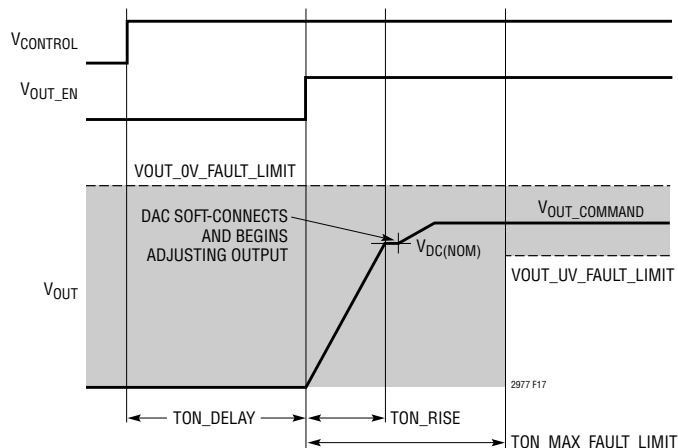 VCONTROL
VOUT_EN
VOUT_0V_FAULT_LIMIT
DAC SOFT-CONNECTS
AND BEGINS
ADJUSTING OUTPUT
VOUT_COMMAND
VDC(NOM)
VOUT_UV_FAULT_LIMIT
VOUT
2977 F17
TON_DELAY
TON_RISE
TON_MAX_FAULT_LIMIT